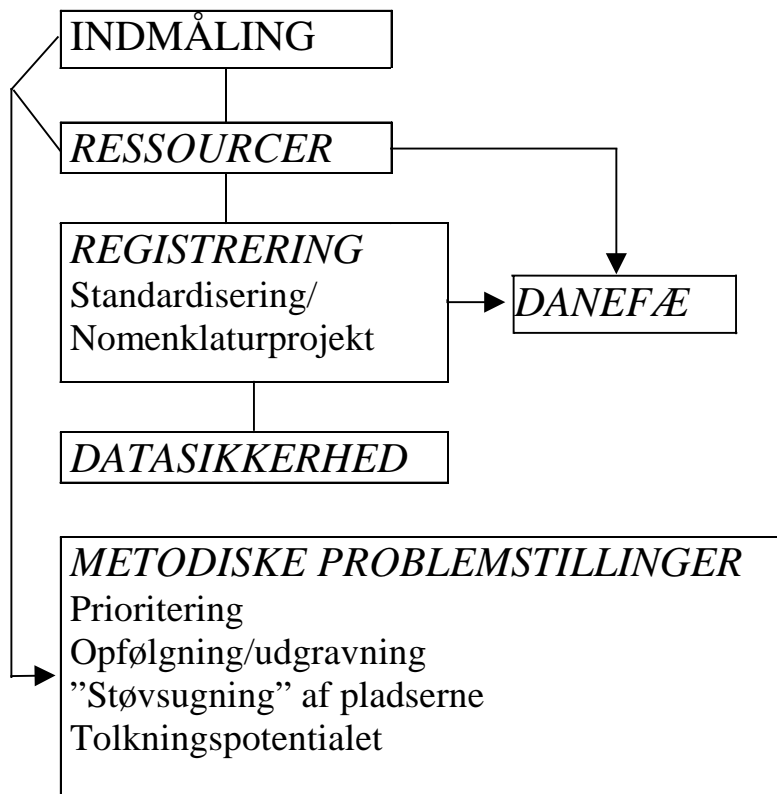 INDMÅLING
RESSOURCER
REGISTRERING
Standardisering/
Nomenklaturprojekt
DANEFÆ
DATASIKKERHED
METODISKE PROBLEMSTILLINGER
Prioritering
Opfølgning/udgravning
”Støvsugning” af pladserne
Tolkningspotentialet